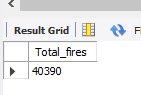 Result Grid
Total_fires
40390